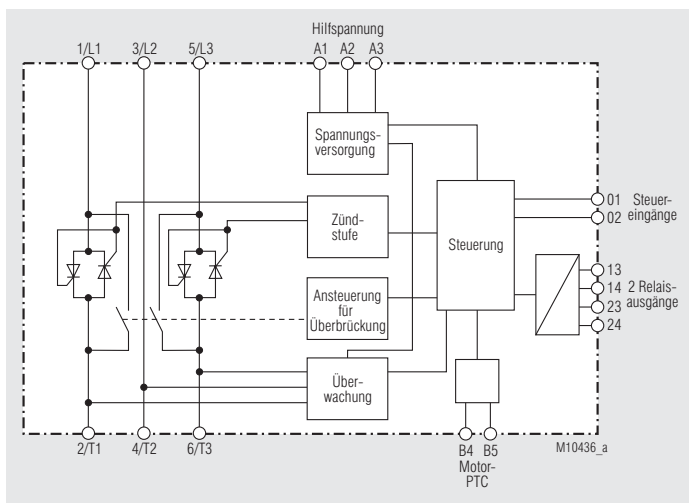 Hilfspannung
1/L1 3/L2 5/L3 A1 A2 A3
Spannungs-
versorgung
Zünd-
stufe
Steuerung
Ansteuerung
für
Überbrückung
Über-
wachung
01 Steuer-
02 eingänge
13
14 2 Relais-
23 ausgänge
24
2/T1 4/T2 6/T3 B4 B5 M10436_a
Motor-
PTC